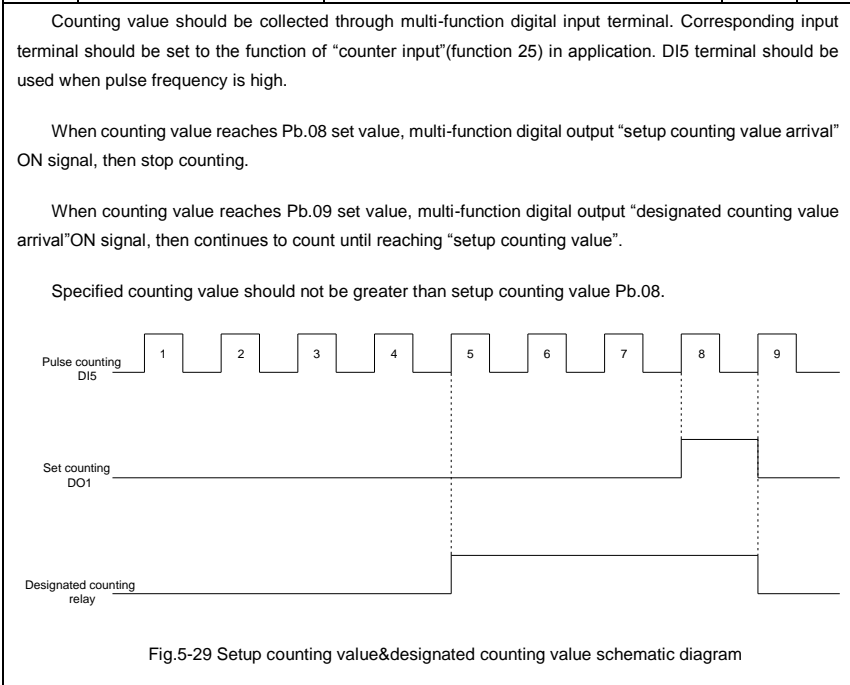 Counting value should be collected through multi-function digital input terminal. Corresponding input
terminal should be set to the function of “counter input”(function 25) in application. DI5 terminal should be
used when pulse frequency is high.
When counting value reaches Pb.08 set value, multi-function digital output “setup counting value arrival”
ON signal, then stop counting.
When counting value reaches Pb.09 set value, multi-function digital output “designated counting value
arrival”ON signal, then continues to count until reaching “setup counting value”.
Specified counting value should not be greater than setup counting value Pb.08.
Pulse counting
DI5
1 2 3 4 5 6 7 8 9
Set counting
DO1
Designated counting
relay
Fig.5-29 Setup counting value&designated counting value schematic diagram